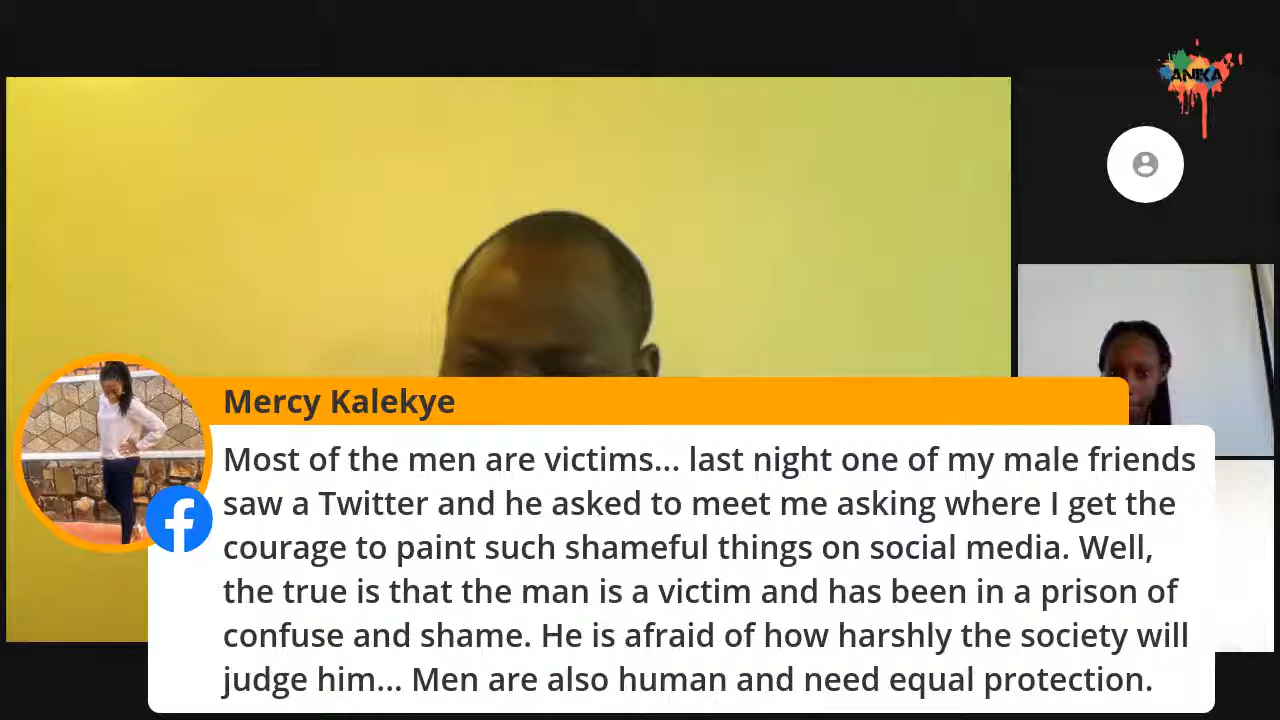 ANIKA
Mercy Kalekye
Most of the men are victims... last night one of my male friends
saw a Twitter and he asked to meet me asking where I get the
courage to paint such shameful things on social media. Well,
the true is that the man is a victim and has been in a prison of
confuse and shame. He is afraid of how harshly the society will
judge him... Men are also human and need equal protection.